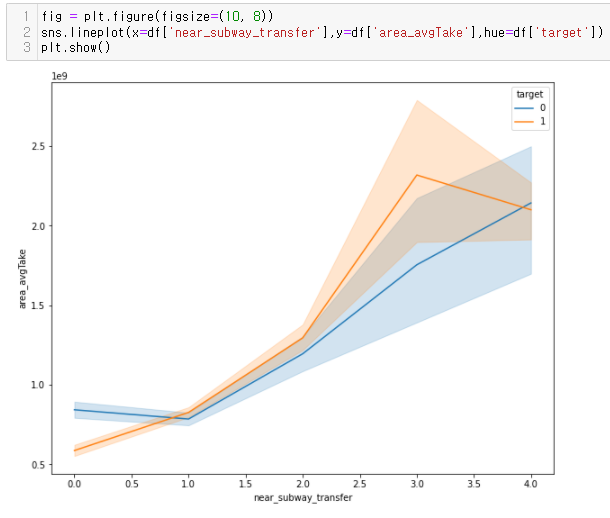 1 fig = plt.figure(figsize=(10, 8))
2 sns.lineplot(x=df['near_subway_transfer'],y=df['area_avgTake'],hue=df['target'])
3 plt.show()
1e9
target
0
1
2.5
2.0
1.5
1.0
0.5
area_avgTake
0.0 0.5 1.0 1.5 2.0 2.5 3.0 3.5 4.0
near_subway_transfer